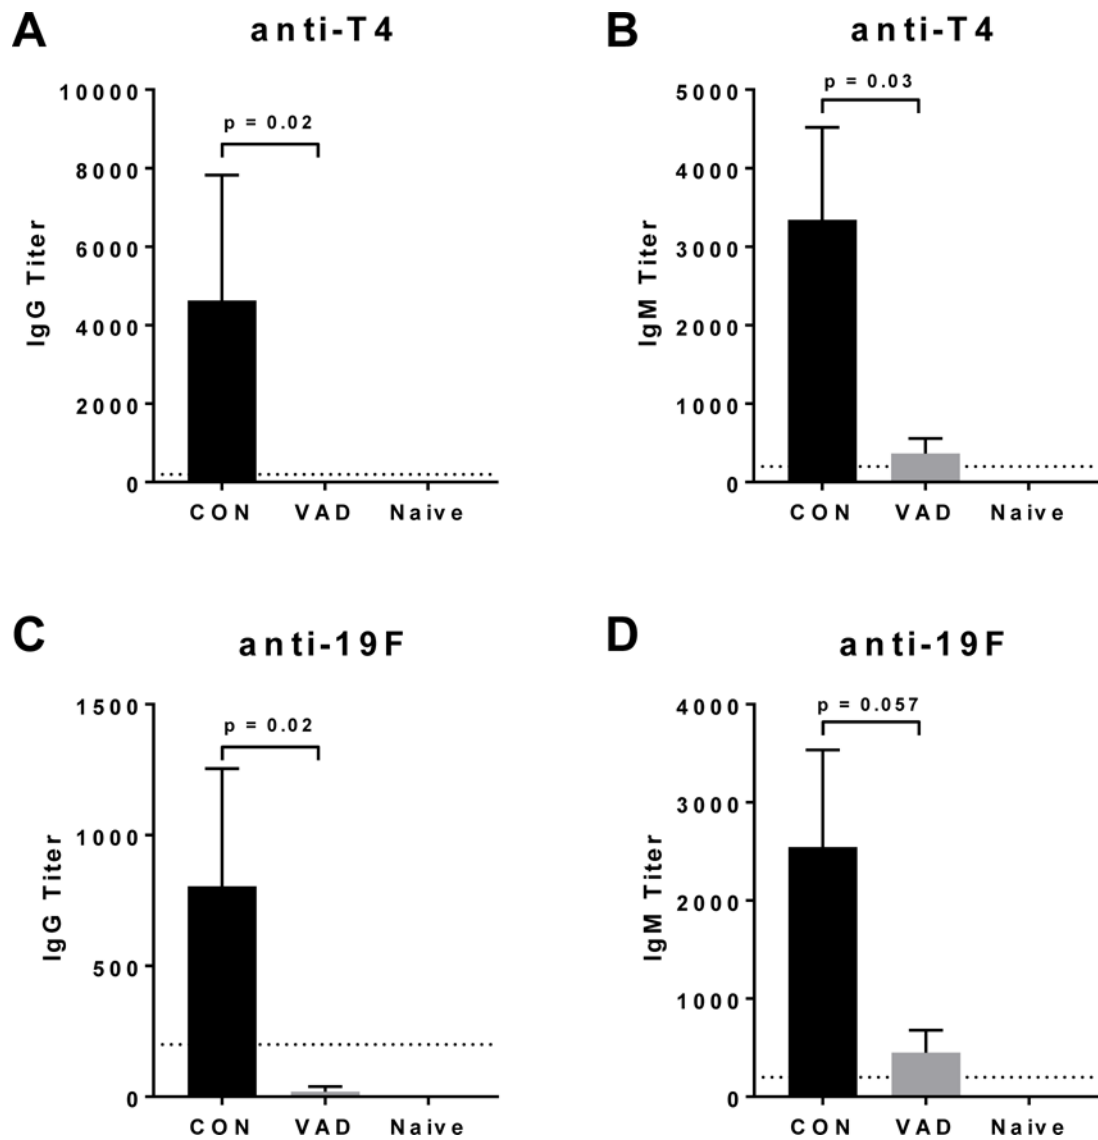 A
anti-T4
10000
8000
6000
4000
2000
0
IgG Titer
p = 0.02
CON VAD Naive
B
anti-T4
5000
4000
3000
2000
1000
0
IgM Titer
p = 0.03
CON VAD Naive
C
anti-19F
1500
1000
500
0
IgG Titer
p = 0.02
CON VAD Naive
D
anti-19F
4000
3000
2000
1000
0
IgM Titer
p = 0.057
CON VAD Naive